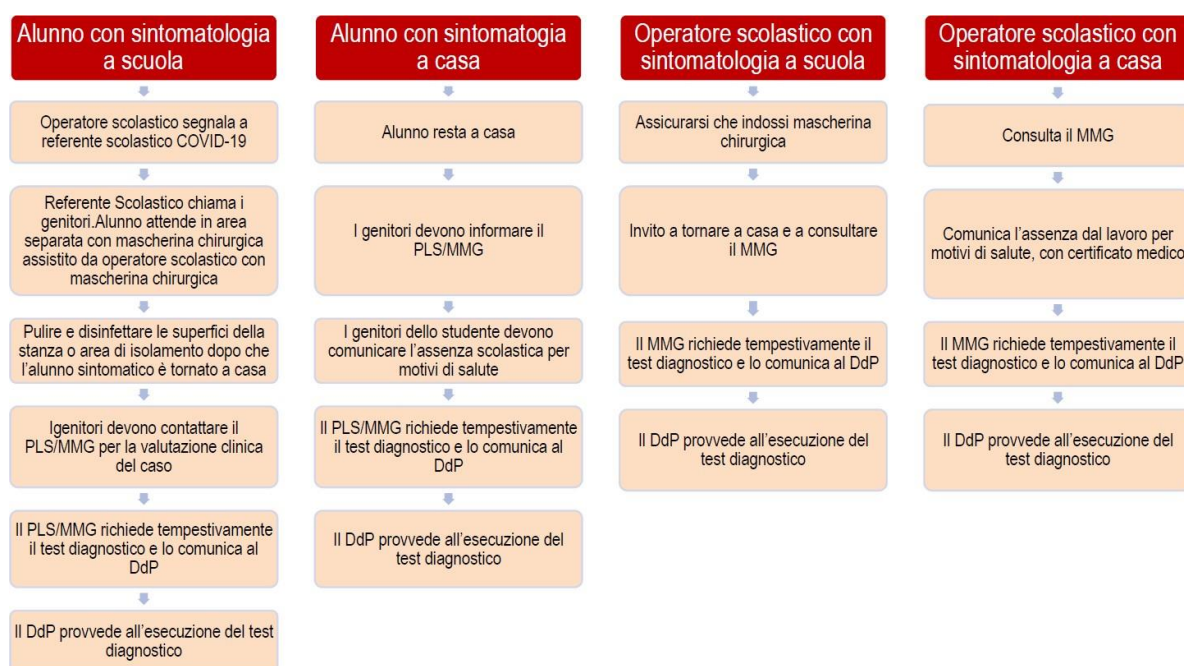 Alunno con sintomatologia
a scuola
Operatore scolastico segnala a
referente scolastico COVID-19
Referente Scolastico chiama i
genitori.Alunno attende in area
separata con mascherina chirurgica
assistito da operatore scolastico con
mascherina chirurgica
Pulire e disinfettare le superfici della
stanza o area di isolamento dopo che
l'alunno sintomatico è tornato a casa
Igenitori devono contattare il
PLS/MMG per la valutazione clinica
del caso
Il PLS/MMG richiede tempestivamente
il test diagnostico e lo comunica al
DdP
Il DdP provvede all'esecuzione del test
diagnostico
Alunno con sintomatogia
a casa
Alunno resta a casa
I genitori devono informare il
PLS/MMG
I genitori dello studente devono
comunicare l'assenza scolastica per
motivi di salute
Il PLS/MMG richiede tempestivamente
il test diagnostico e lo comunica al
DdP
Il DdP provvede all'esecuzione del
test diagnostico
Operatore scolastico con
sintomatologia a scuola
Assicurarsi che indossi mascherina
chirurgica
Invito a tornare a casa e a consultare
il MMG
Il MMG richiede tempestivamente il
test diagnostico e lo comunica al DdP
Il DdP provvede all'esecuzione del
test diagnostico
Operatore scolastico con
sintomatologia a casa
Consulta il MMG
Comunica l'assenza dal lavoro per
motivi di salute, con certificato medico
Il MMG richiede tempestivamente il
test diagnostico e lo comunica al DdP
Il DdP provvede all'esecuzione del
test diagnostico